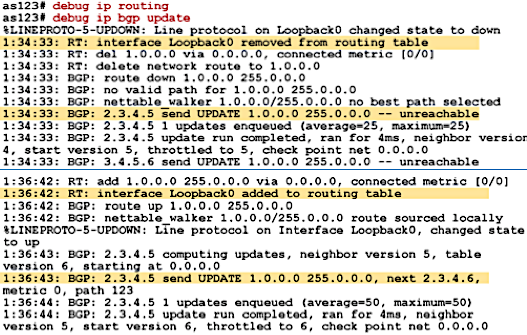 as123# debug ip routing
as123# debug ip bgp update
%LINEPROTO-5-UPDOWN: Line protocol on Loopback0 changed state to down
1:34:33: RT: interface Loopback0 removed from routing table
1:34:33: RT: del 1.0.0.0 via 0.0.0.0, connected metric [0/0]
1:34:33: RT: delete network route to 1.0.0.0
1:34:33: BGP: route down 1.0.0.0 255.0.0.0
1:34:33: BGP: no valid path for 1.0.0.0 255.0.0.0
1:34:33: BGP: nettable_walker 1.0.0.0/255.0.0.0 no best path selected
1:34:33: BGP: 2.3.4.5 send UPDATE 1.0.0.0 255.0.0.0 -- unreachable
1:34:33: BGP: 2.3.4.5 1 updates enqueued (average=25, maximum=25)
1:34:33: BGP: 2.3.4.5 update run completed, ran for 4ms, neighbor version
4, start version 5, throttled to 5, check point net 0.0.0.0
1:34:33: BGP: 3.4.5.6 send UPDATE 1.0.0.0 255.0.0.0 -- unreachable
1:36:42: RT: add 1.0.0.0 255.0.0.0 via 0.0.0.0, connected metric [0/0]
1:36:42: RT: interface Loopback0 added to routing table
1:36:42: BGP: route up 1.0.0.0 255.0.0.0
1:36:42: BGP: nettable_walker 1.0.0.0/255.0.0.0 route sourced locally
%LINEPROTO-5-UPDOWN: Line protocol on Interface Loopback0, changed state
to up
1:36:43: BGP: 2.3.4.5 computing updates, neighbor version 5, table
version 6, starting at 0.0.0.0
1:36:43: BGP: 2.3.4.5 send UPDATE 1.0.0.0 255.0.0.0, next 2.3.4.6,
metric 0, path 123
1:36:44: BGP: 2.3.4.5 1 updates enqueued (average=50, maximum=50)
1:36:44: BGP: 2.3.4.5 update run completed, ran for 4ms, neighbor
version 5, start version 6, throttled to 6, check point net 0.0.0.0